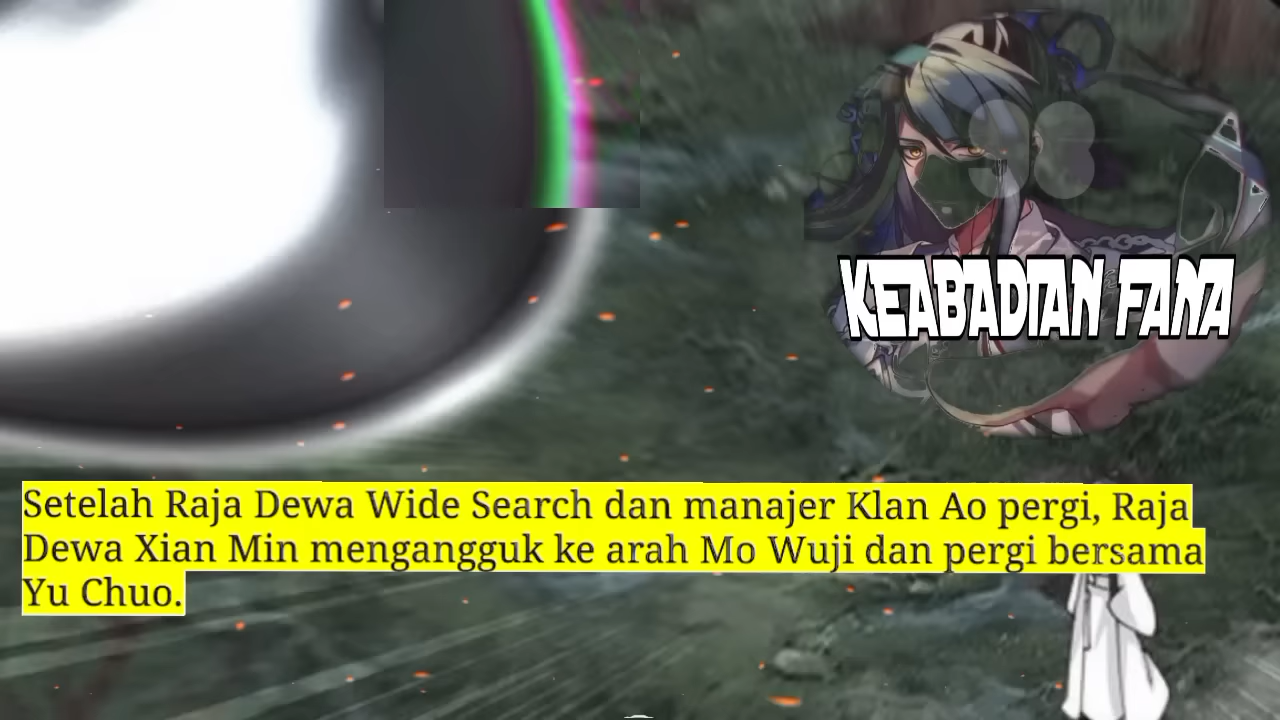 KEABADIAN FANA
Setelah Raja Dewa Wide Search dan manajer Klan Ao pergi, Raja
Dewa Xian Min mengangguk ke arah Mo Wuji dan pergi bersama
Yu Chuo.